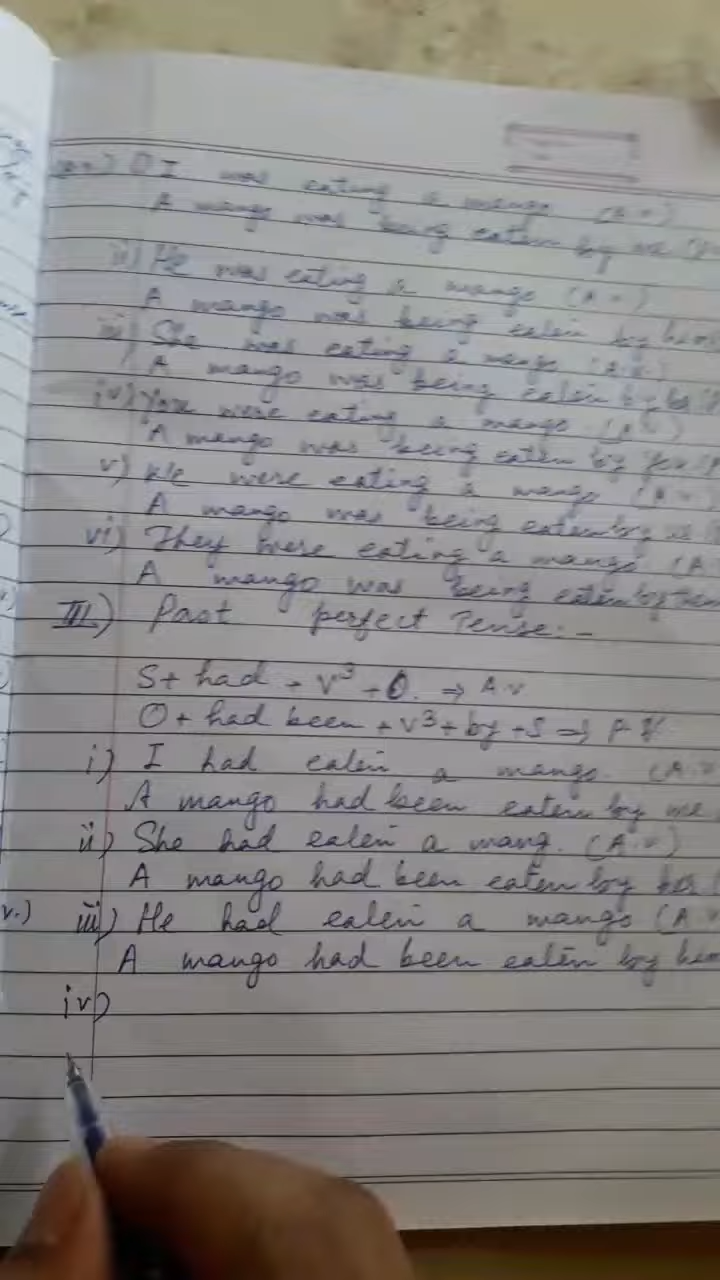 I was eating a mango (A.V)
A mango was being eaten by me
ii) He was eating a mango (A.V)
A mango was being eaten by him
iii) She was eating a mango (A.V.)
A mango was being eaten by
iv) You were eating a mango (A.V)
A mango was being eaten by you
v) We were eating a mango (A.V)
A mango was being eaten by us
vi) They were eating a mango (A.
A mango was being eaten by them
III) Past perfect Tense:-
S+ had + V³ + O. ⇒ A.V
O + had been + V³ + by + S ⇒ P.V
i) I had eaten a mango. (A.V
A mango had been eaten by me.
ii) She had eaten a mang. (A.V)
A mango had been eaten by her (
v.) iii) He had eaten a mango (A.V
A mango had been eaten by him
iv)